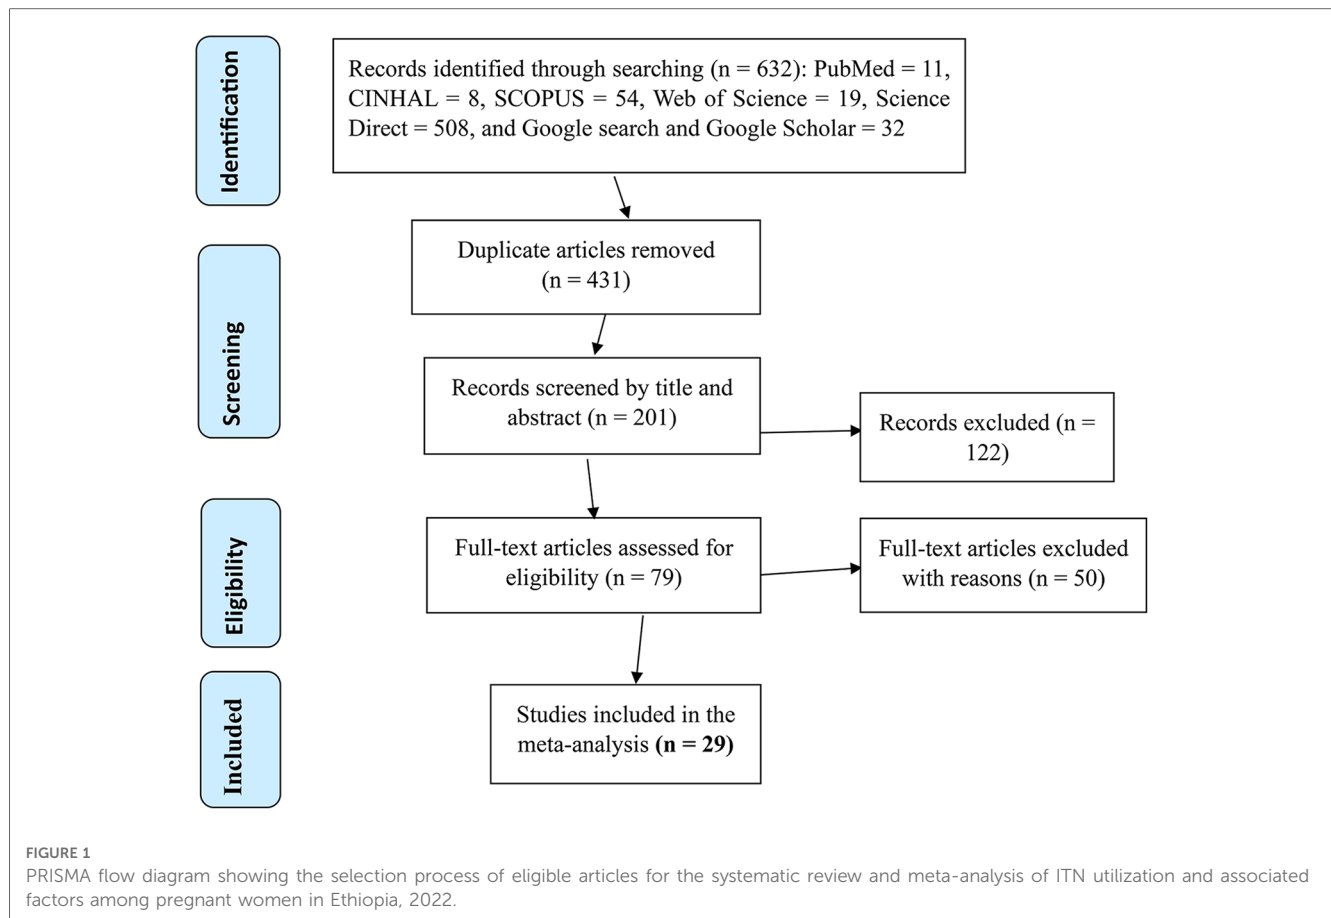 Identification
Records identified through searching (n = 632): PubMed = 11,
CINHAL = 8, SCOPUS = 54, Web of Science = 19, Science
Direct = 508, and Google search and Google Scholar = 32
Screening
Duplicate articles removed
(n = 431)
Records screened by title and
abstract (n = 201)
Records excluded (n =
122)
Eligibility
Full-text articles assessed for
eligibility (n = 79)
Full-text articles excluded
with reasons (n = 50)
Included
Studies included in the
meta-analysis (n = 29)
FIGURE 1
PRISMA flow diagram showing the selection process of eligible articles for the systematic review and meta-analysis of ITN utilization and associated
factors among pregnant women in Ethiopia, 2022.